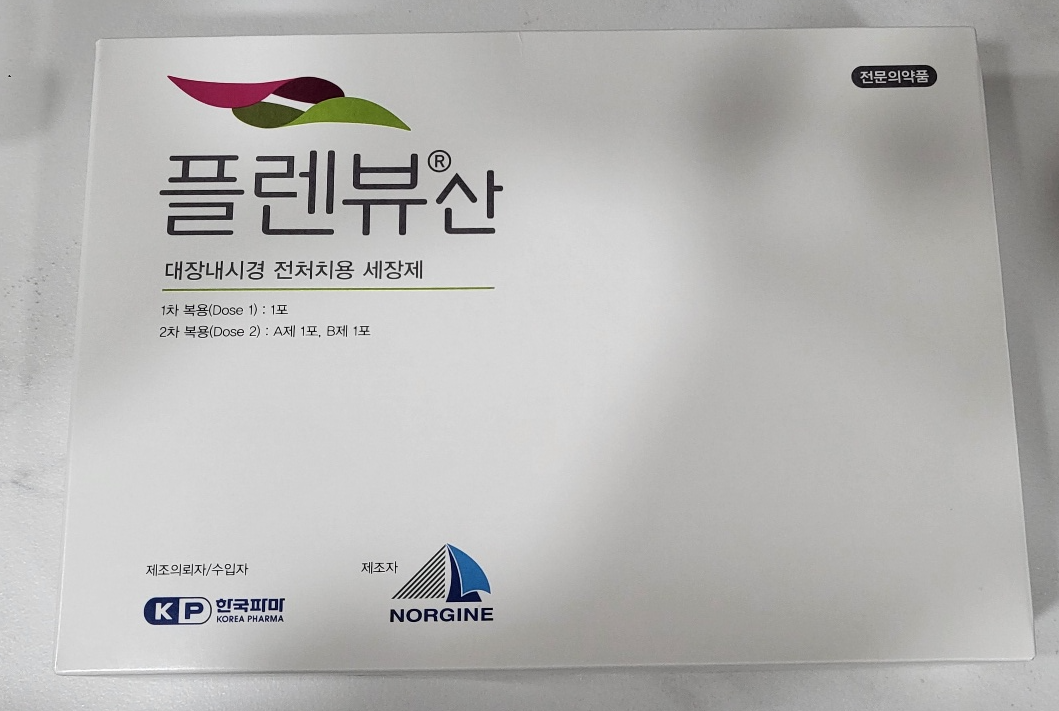 전문의약품
플렌뷰®산
대장내시경 전처치용 세장제
1차 복용(Dose 1) : 1포
2차 복용(Dose 2) : A제 1포, B제 1포
제조의뢰자/수입자
KP 한국파마
KOREA PHARMA
제조자
NORGINE